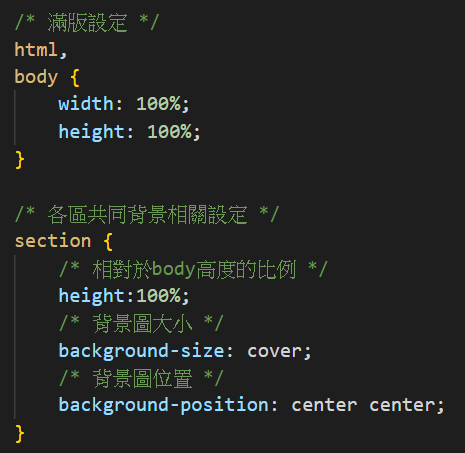 /* 滿版設定 */
html,
body {
    width: 100%;
    height: 100%;
}

/* 各區共同背景相關設定 */
section {
    /* 相對於body高度的比例 */
    height:100%;
    /* 背景圖大小 */
    background-size: cover;
    /* 背景圖位置 */
    background-position: center center;
}